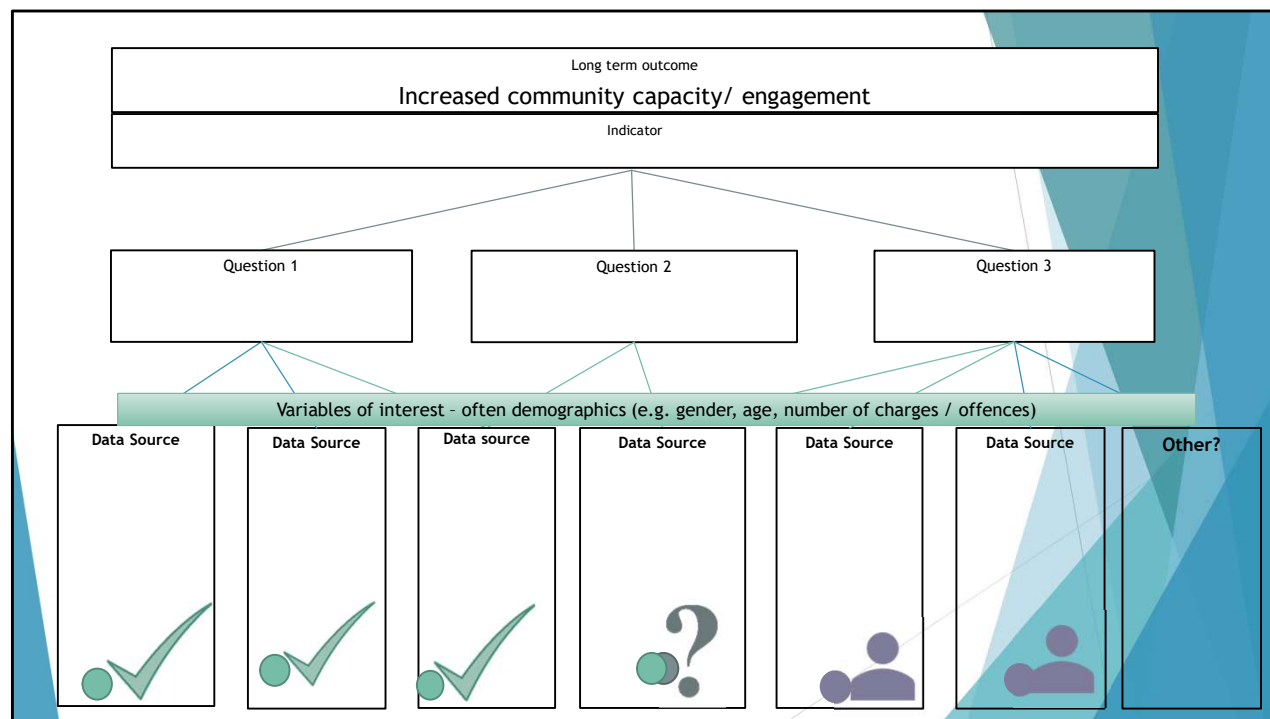 Long term outcome
Increased community capacity/ engagement
Indicator
Question 1
Question 2
Question 3
Variables of interest – often demographics (e.g. gender, age, number of charges / offences)
Data Source
Data Source
Data source
Data Source
Data Source
Data Source
Other?
?